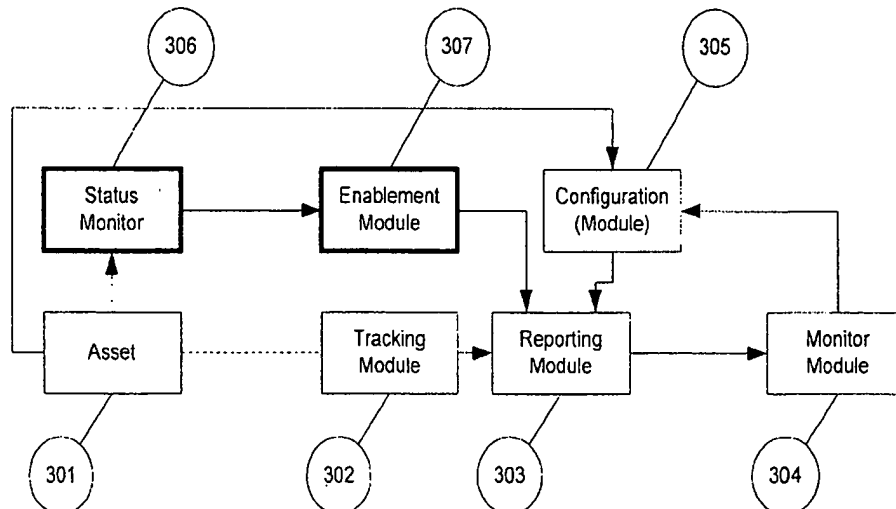 306
307
305
Status
Monitor
Enablement
Module
Configuration
(Module)
Asset
Tracking
Module
Reporting
Module
Monitor
Module
301
302
303
304